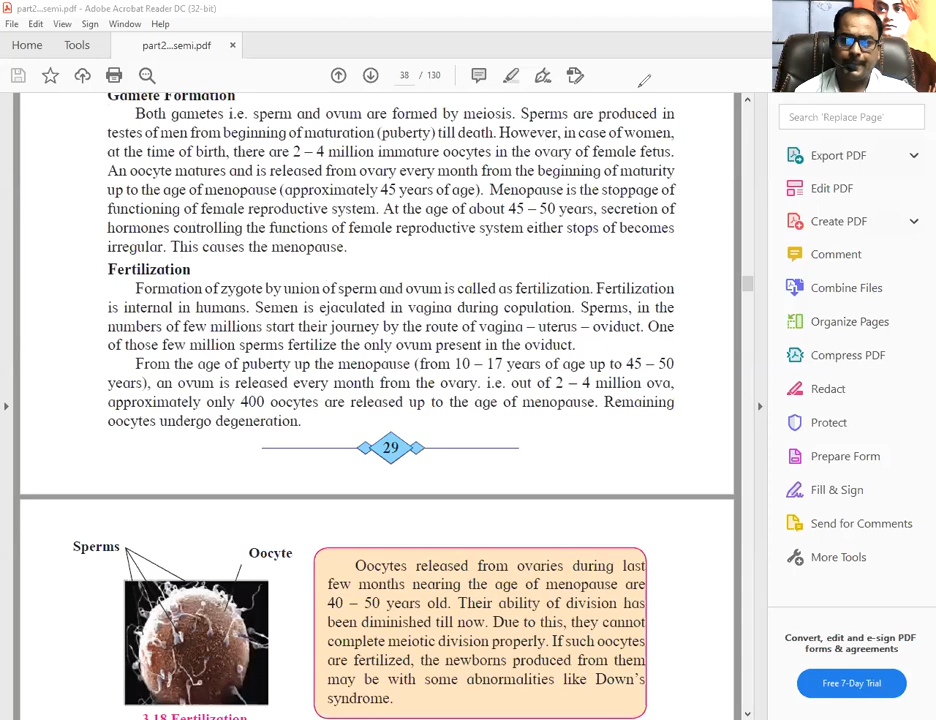 part2...semi.pdf - Adobe Acrobat Reader DC (32-bit)
File Edit View Sign Window Help
Home Tools part2...semi.pdf ×
38 / 130
Gamete Formation
Both gametes i.e. sperm and ovum are formed by meiosis. Sperms are produced in
testes of men from beginning of maturation (puberty) till death. However, in case of women,
at the time of birth, there are 2 – 4 million immature oocytes in the ovary of female fetus.
An oocyte matures and is released from ovary every month from the beginning of maturity
up to the age of menopause (approximately 45 years of age). Menopause is the stoppage of
functioning of female reproductive system. At the age of about 45 – 50 years, secretion of
hormones controlling the functions of female reproductive system either stops of becomes
irregular. This causes the menopause.
Fertilization
Formation of zygote by union of sperm and ovum is called as fertilization. Fertilization
is internal in humans. Semen is ejaculated in vagina during copulation. Sperms, in the
numbers of few millions start their journey by the route of vagina – uterus – oviduct. One
of those few million sperms fertilize the only ovum present in the oviduct.
From the age of puberty up the menopause (from 10 – 17 years of age up to 45 – 50
years), an ovum is released every month from the ovary. i.e. out of 2 – 4 million ova,
approximately only 400 oocytes are released up to the age of menopause. Remaining
oocytes undergo degeneration.
29
Sperms
Oocyte
3.18 Fertilization
Oocytes released from ovaries during last
few months nearing the age of menopause are
40 – 50 years old. Their ability of division has
been diminished till now. Due to this, they cannot
complete meiotic division properly. If such oocytes
are fertilized, the newborns produced from them
may be with some abnormalities like Down's
syndrome.
Search 'Replace Page'
Export PDF
Edit PDF
Create PDF
Comment
Combine Files
Organize Pages
Compress PDF
Redact
Protect
Prepare Form
Fill & Sign
Send for Comments
More Tools
Convert, edit and e-sign PDF
forms & agreements
Free 7-Day Trial